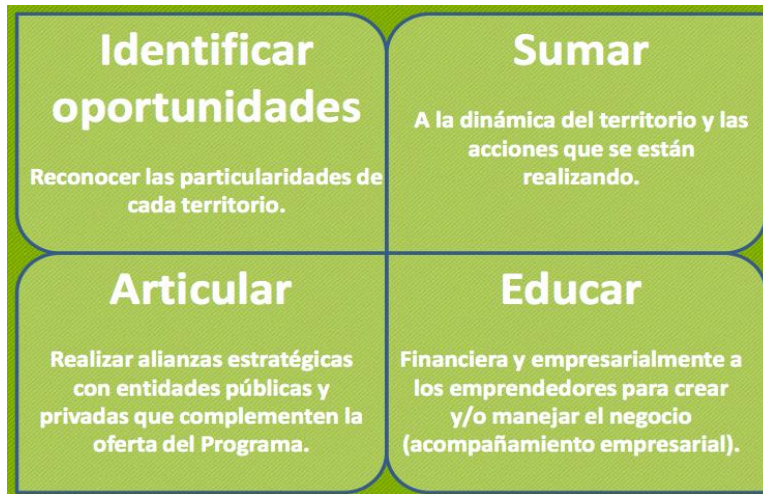 Identificar
oportunidades
Reconocer las particularidades de
cada territorio.
Sumar
A la dinámica del territorio y las
acciones que se están
realizando.
Articular
Realizar alianzas estratégicas
con entidades públicas y
privadas que complementen la
oferta del Programa.
Educar
Financiera y empresarialmente a
los emprendedores para crear
y/o manejar el negocio
(acompañamiento empresarial).